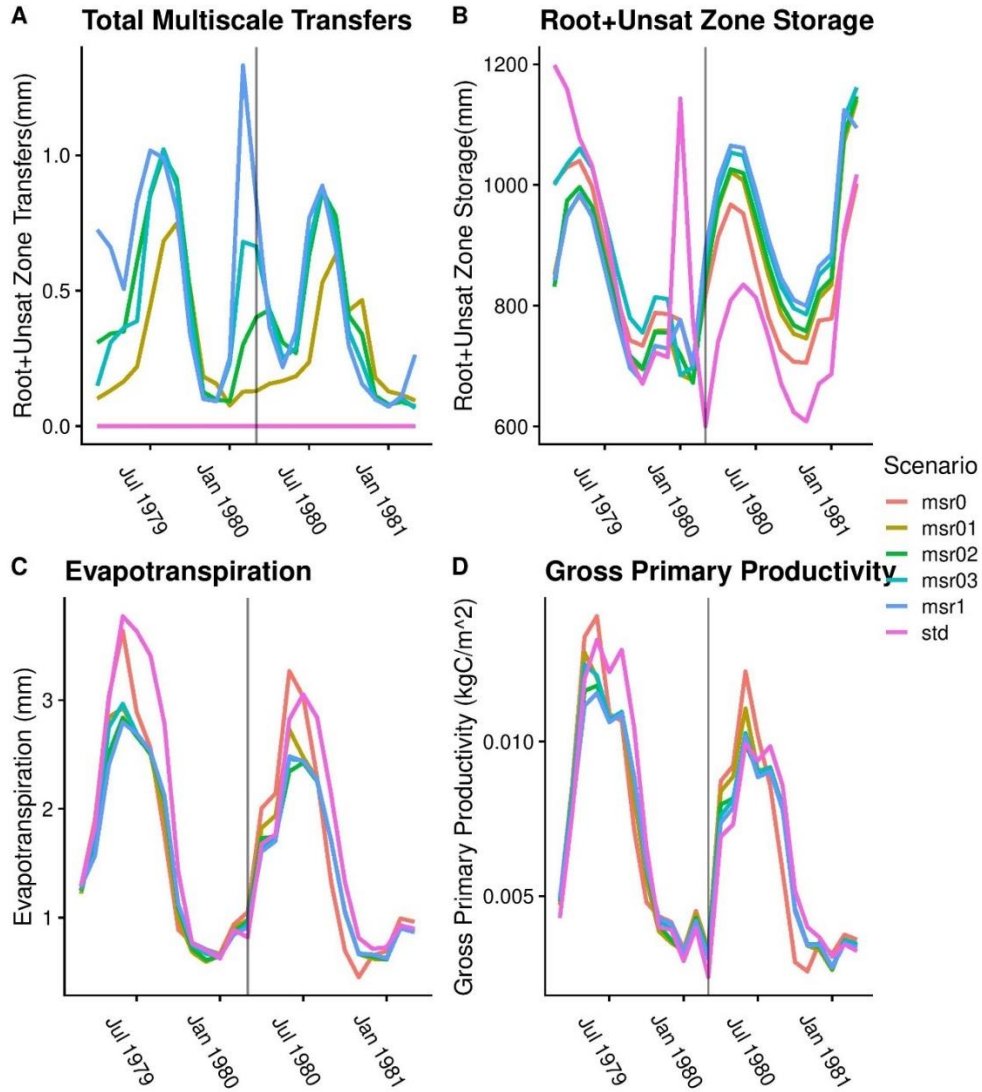 A Total Multiscale Transfers
Root+Unsat Zone Transfers(mm)
1.0
0.5
0.0
Jul 1979
Jan 1980
Jul 1980
Jan 1981
B Root+Unsat Zone Storage
Root+Unsat Zone Storage(mm)
1200
1000
800
600
Jul 1979
Jan 1980
Jul 1980
Jan 1981
Scenario
msr0
msr01
msr02
msr03
msr1
std
C Evapotranspiration
Evapotranspiration (mm)
3
2
1
Jul 1979
Jan 1980
Jul 1980
Jan 1981
D Gross Primary Productivity
Gross Primary Productivity (kgC/m^2)
0.010
0.005
Jul 1979
Jan 1980
Jul 1980
Jan 1981